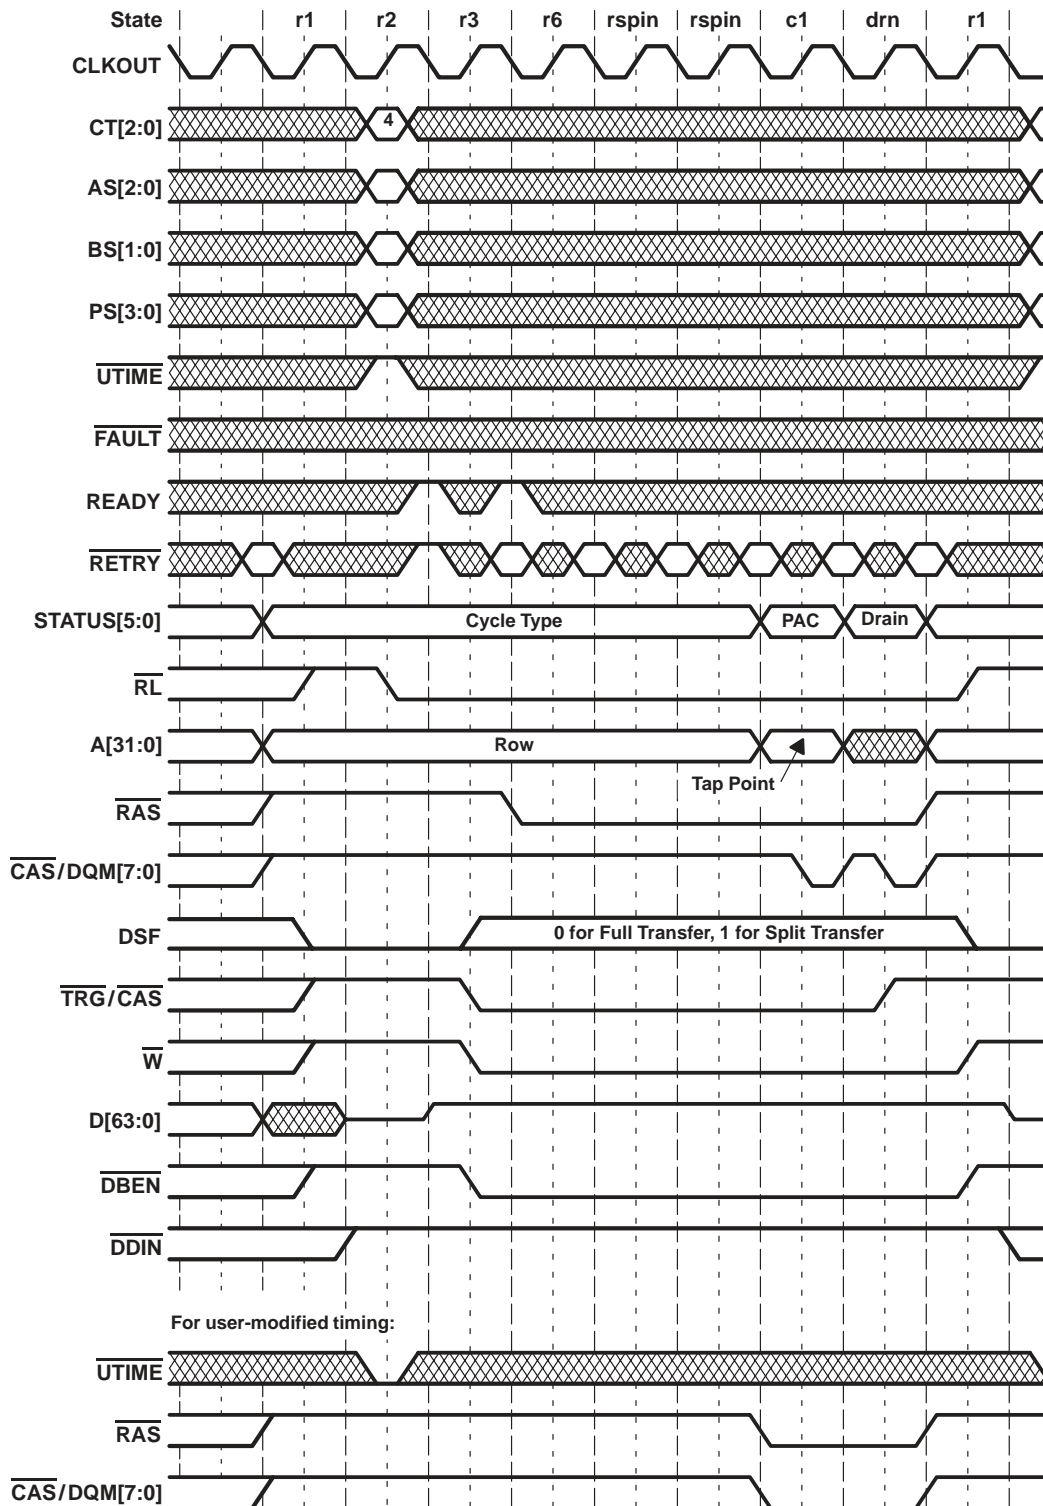 State r1 r2 r3 r6 rspin rspin c1 drn r1
CLKOUT
CT[2:0] 4
AS[2:0]
BS[1:0]
PS[3:0]
UTIME
FAULT
READY
RETRY
STATUS[5:0] Cycle Type PAC Drain
RL
A[31:0] Row
Tap Point
RAS
CAS/DQM[7:0]
DSF 0 for Full Transfer, 1 for Split Transfer
TRG/CAS
W
D[63:0]
DBEN
DDIN
For user-modified timing:
UTIME
RAS
CAS/DQM[7:0]